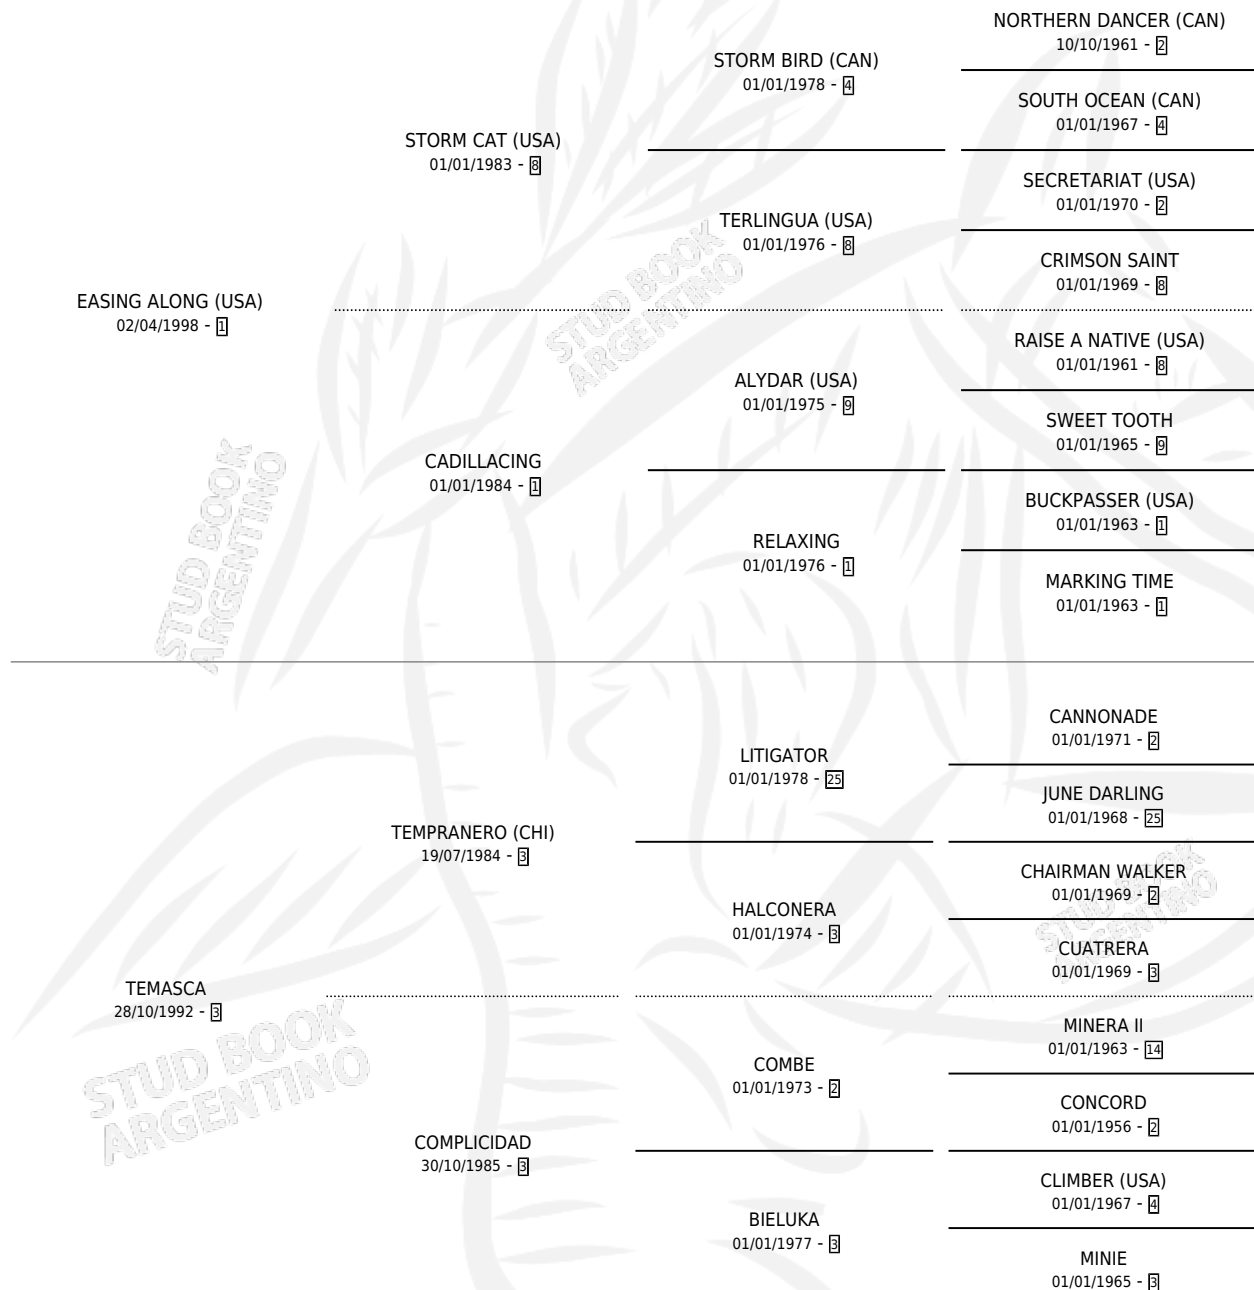 NORTHERN DANCER (CAN)
10/10/1961 - 2
STORM BIRD (CAN)
01/01/1978 - 4
SOUTH OCEAN (CAN)
01/01/1967 - 4
STORM CAT (USA)
01/01/1983 - 8
SECRETARIAT (USA)
01/01/1970 - 2
TERLINGUA (USA)
01/01/1976 - 8
CRIMSON SAINT
01/01/1969 - 8
EASING ALONG (USA)
02/04/1998 - 1
RAISE A NATIVE (USA)
01/01/1961 - 8
ALYDAR (USA)
01/01/1975 - 9
SWEET TOOTH
01/01/1965 - 9
CADILLACING
01/01/1984 - 1
BUCKPASSER (USA)
01/01/1963 - 1
RELAXING
01/01/1976 - 1
MARKING TIME
01/01/1963 - 1
CANNONADE
01/01/1971 - 2
LITIGATOR
01/01/1978 - 25
JUNE DARLING
01/01/1968 - 25
TEMPRANERO (CHI)
19/07/1984 - 3
CHAIRMAN WALKER
01/01/1969 - 2
HALCONERA
01/01/1974 - 3
CUATRERA
01/01/1969 - 3
TEMASCA
28/10/1992 - 3
MINERA II
01/01/1963 - 14
COMBE
01/01/1973 - 2
CONCORD
01/01/1956 - 2
COMPLICIDAD
30/10/1985 - 3
CLIMBER (USA)
01/01/1967 - 4
BIELUKA
01/01/1977 - 3
MINIE
01/01/1965 - 3
STUD BOOK
ARGENTINO
STUD BOOK
ARGENTINO
STUD BOOK
ARGENTINO
STUD BOOK
ARGENTINO